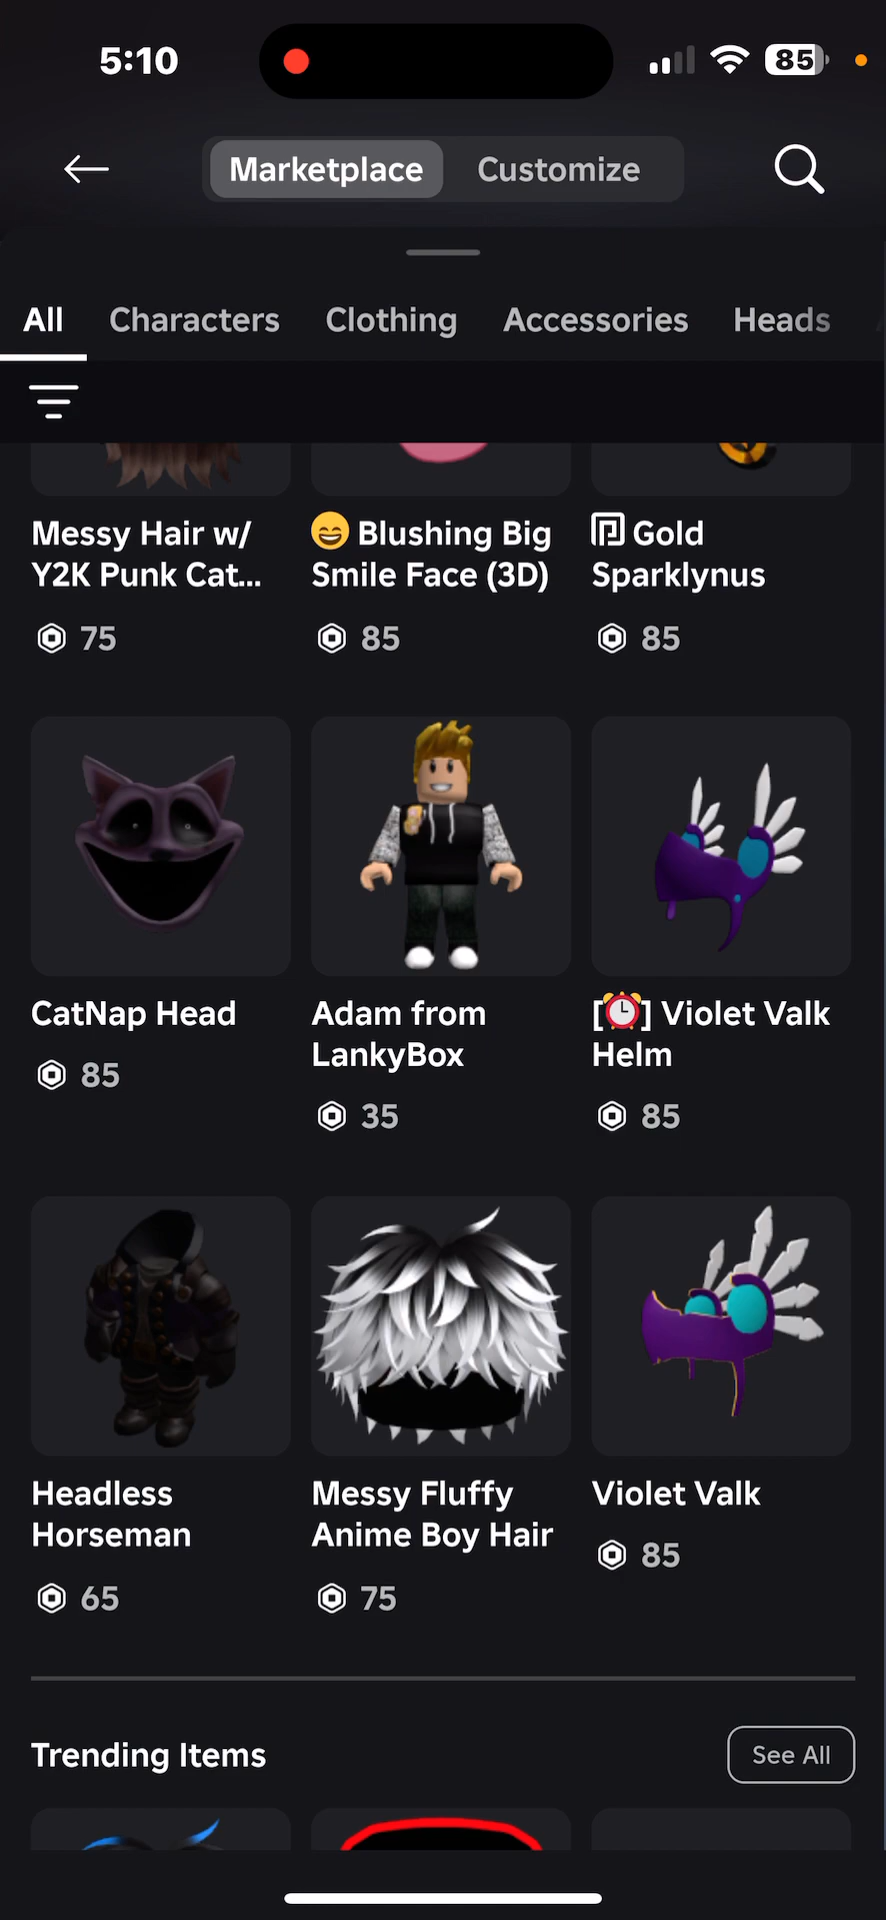 5:10
85
Marketplace
Customize
All
Characters
Clothing
Accessories
Heads
Messy Hair w/
Y2K Punk Cat...
75
😄 Blushing Big
Smile Face (3D)
85
Gold
Sparklynus
85
CatNap Head
85
Adam from
LankyBox
35
[⏰] Violet Valk
Helm
85
Headless
Horseman
65
Messy Fluffy
Anime Boy Hair
75
Violet Valk
85
Trending Items
See All